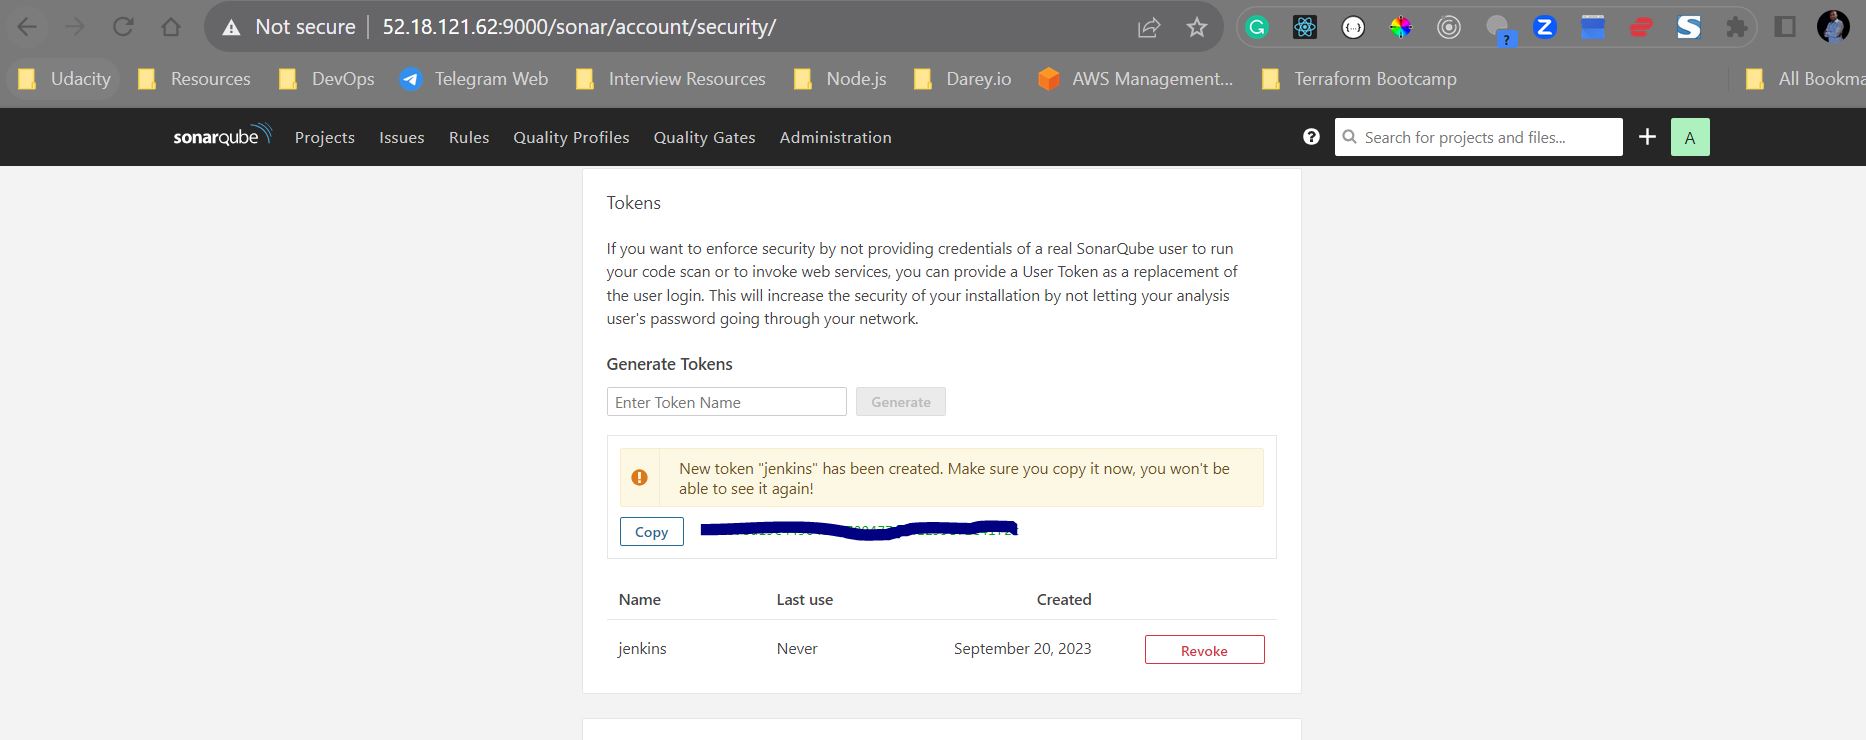 Not secure 52.18.121.62:9000/sonar/account/security/
Udacity Resources DevOps Telegram Web Interview Resources Node.js Darey.io AWS Management... Terraform Bootcamp All Bookma
sonarqube Projects Issues Rules Quality Profiles Quality Gates Administration Search for projects and files... A
Tokens
If you want to enforce security by not providing credentials of a real SonarQube user to run
your code scan or to invoke web services, you can provide a User Token as a replacement of
the user login. This will increase the security of your installation by not letting your analysis
user's password going through your network.
Generate Tokens
Enter Token Name Generate
New token "jenkins" has been created. Make sure you copy it now, you won't be
able to see it again!
Copy
Name Last use Created
jenkins Never September 20, 2023 Revoke